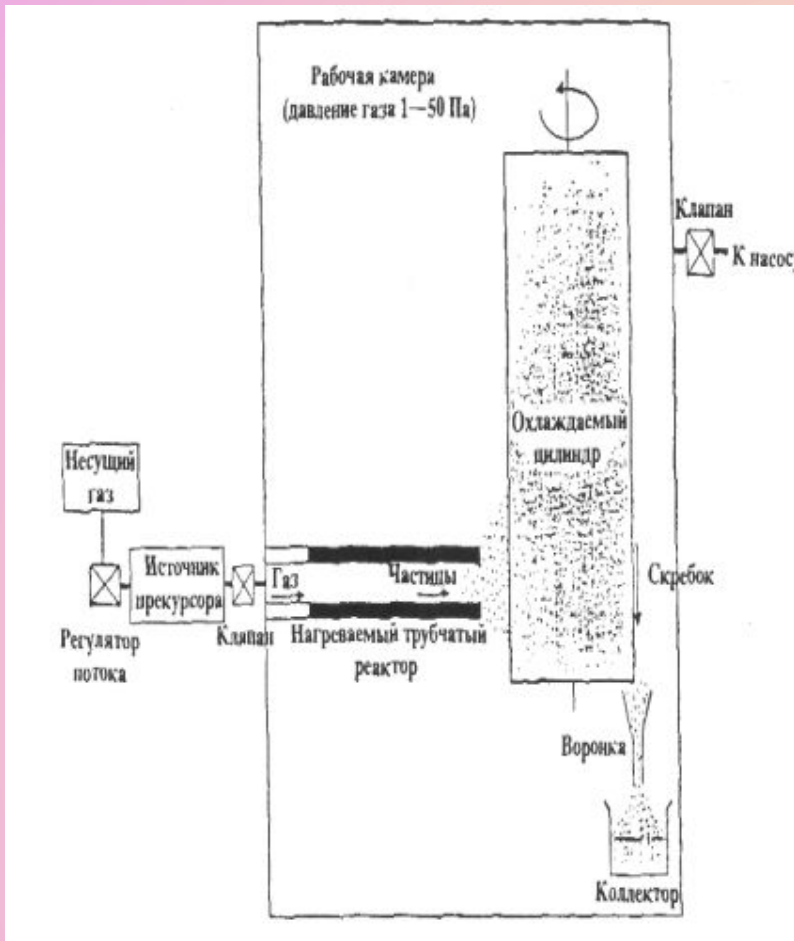 Рабочая камера
(давление газа 1—50 Па)
Клапан
К насосу
Охлаждаемый
цилиндр
Несущий
газ
Источник
прекурсора
Газ
Частицы
Скребок
Регулятор
потока
Клапан
Нагреваемый трубчатый
реактор
Воронка
Коллектор